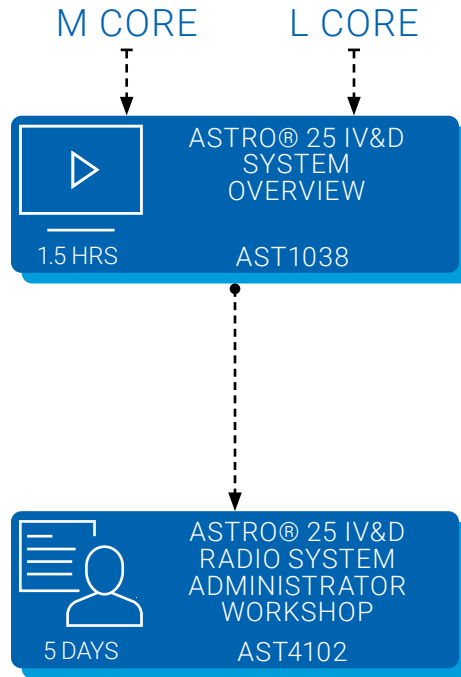 M CORE L CORE
ASTRO® 25 IV&D
SYSTEM
OVERVIEW
1.5 HRS AST1038
ASTRO® 25 IV&D
RADIO SYSTEM
ADMINISTRATOR
WORKSHOP
5 DAYS AST4102